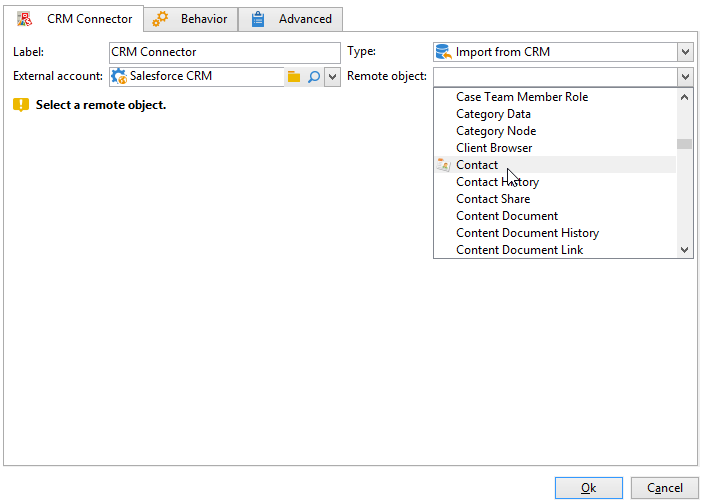 CRM Connector
Behavior
Advanced
Label:
CRM Connector
Type:
Import from CRM
External account:
Salesforce CRM
Remote object:
Select a remote object.
Case Team Member Role
Category Data
Category Node
Client Browser
Contact
Contact History
Contact Share
Content Document
Content Document History
Content Document Link
Ok
Cancel